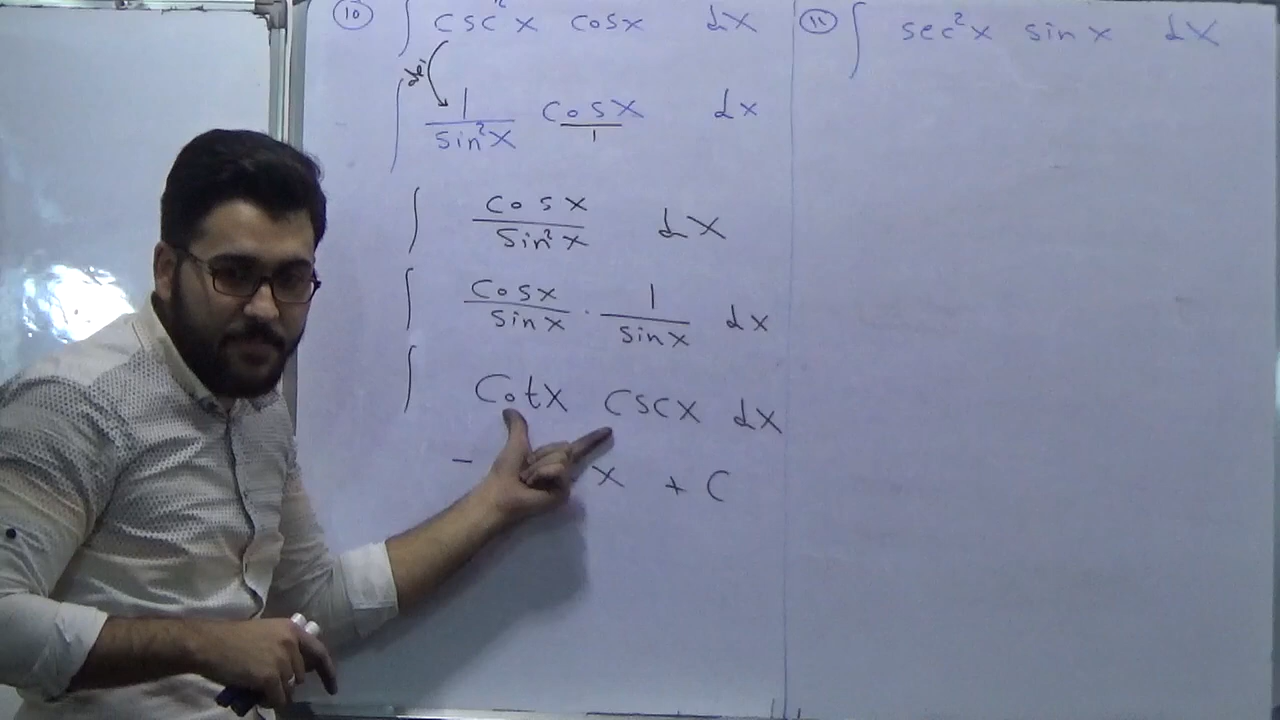 ⑩ ∫ csc²x cosx dx
∫ 1/sin²x cosx/1 dx
∫ cosx/sin²x dx
∫ cosx/sinx · 1/sinx dx
∫ Cotx cscx dx
- x + C
⑪ ∫ sec²x sinx dx